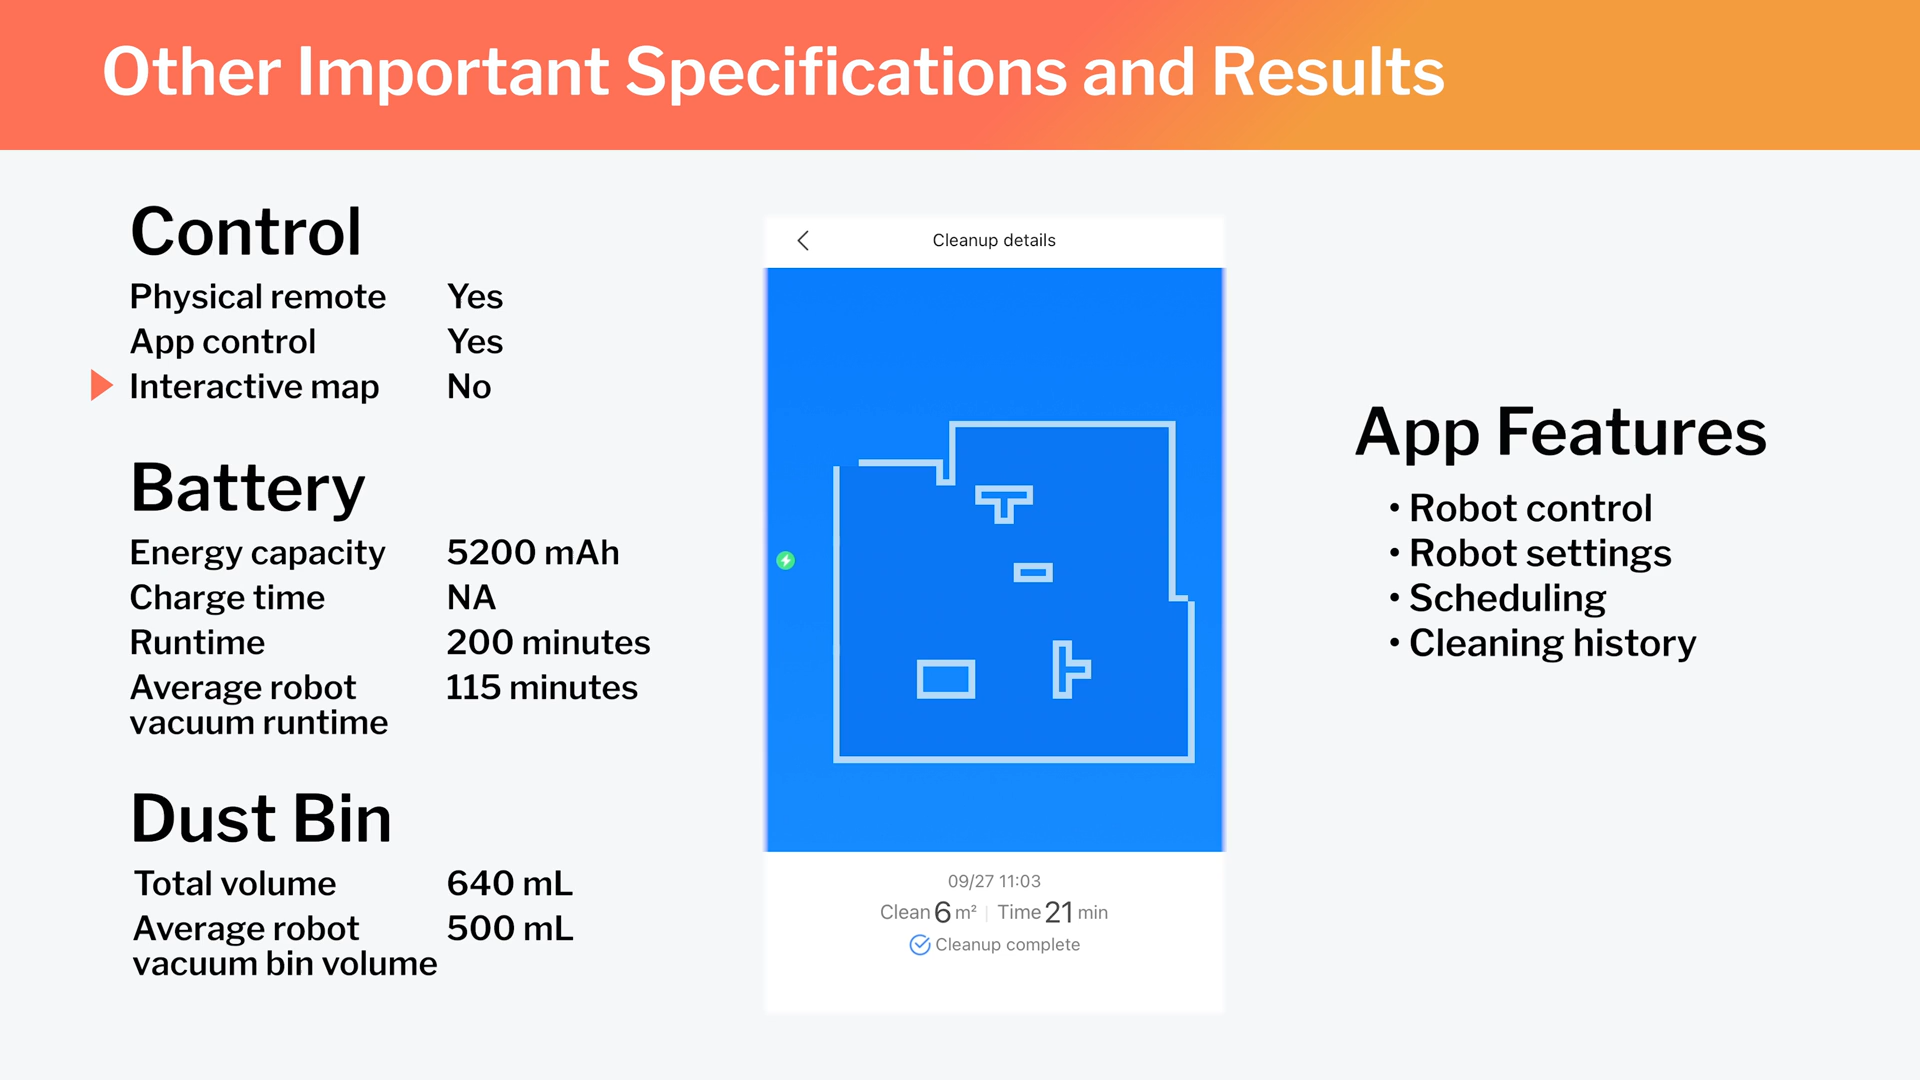 Other Important Specifications and Results
Control
Physical remote Yes
App control Yes
Interactive map No
Battery
Energy capacity 5200 mAh
Charge time NA
Runtime 200 minutes
Average robot 115 minutes
vacuum runtime
Dust Bin
Total volume 640 mL
Average robot 500 mL
vacuum bin volume
Cleanup details
09/27 11:03
Clean 6 m² | Time 21 min
Cleanup complete
App Features
• Robot control
• Robot settings
• Scheduling
• Cleaning history